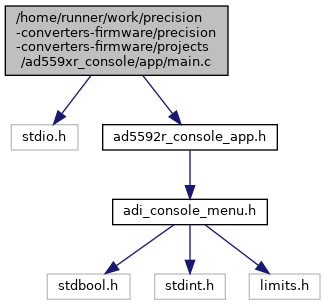 /home/runner/work/precision
-converters-firmware/precision
-converters-firmware/projects
/ad559xr_console/app/main.c
stdio.h
ad5592r_console_app.h
adi_console_menu.h
stdbool.h
stdint.h
limits.h